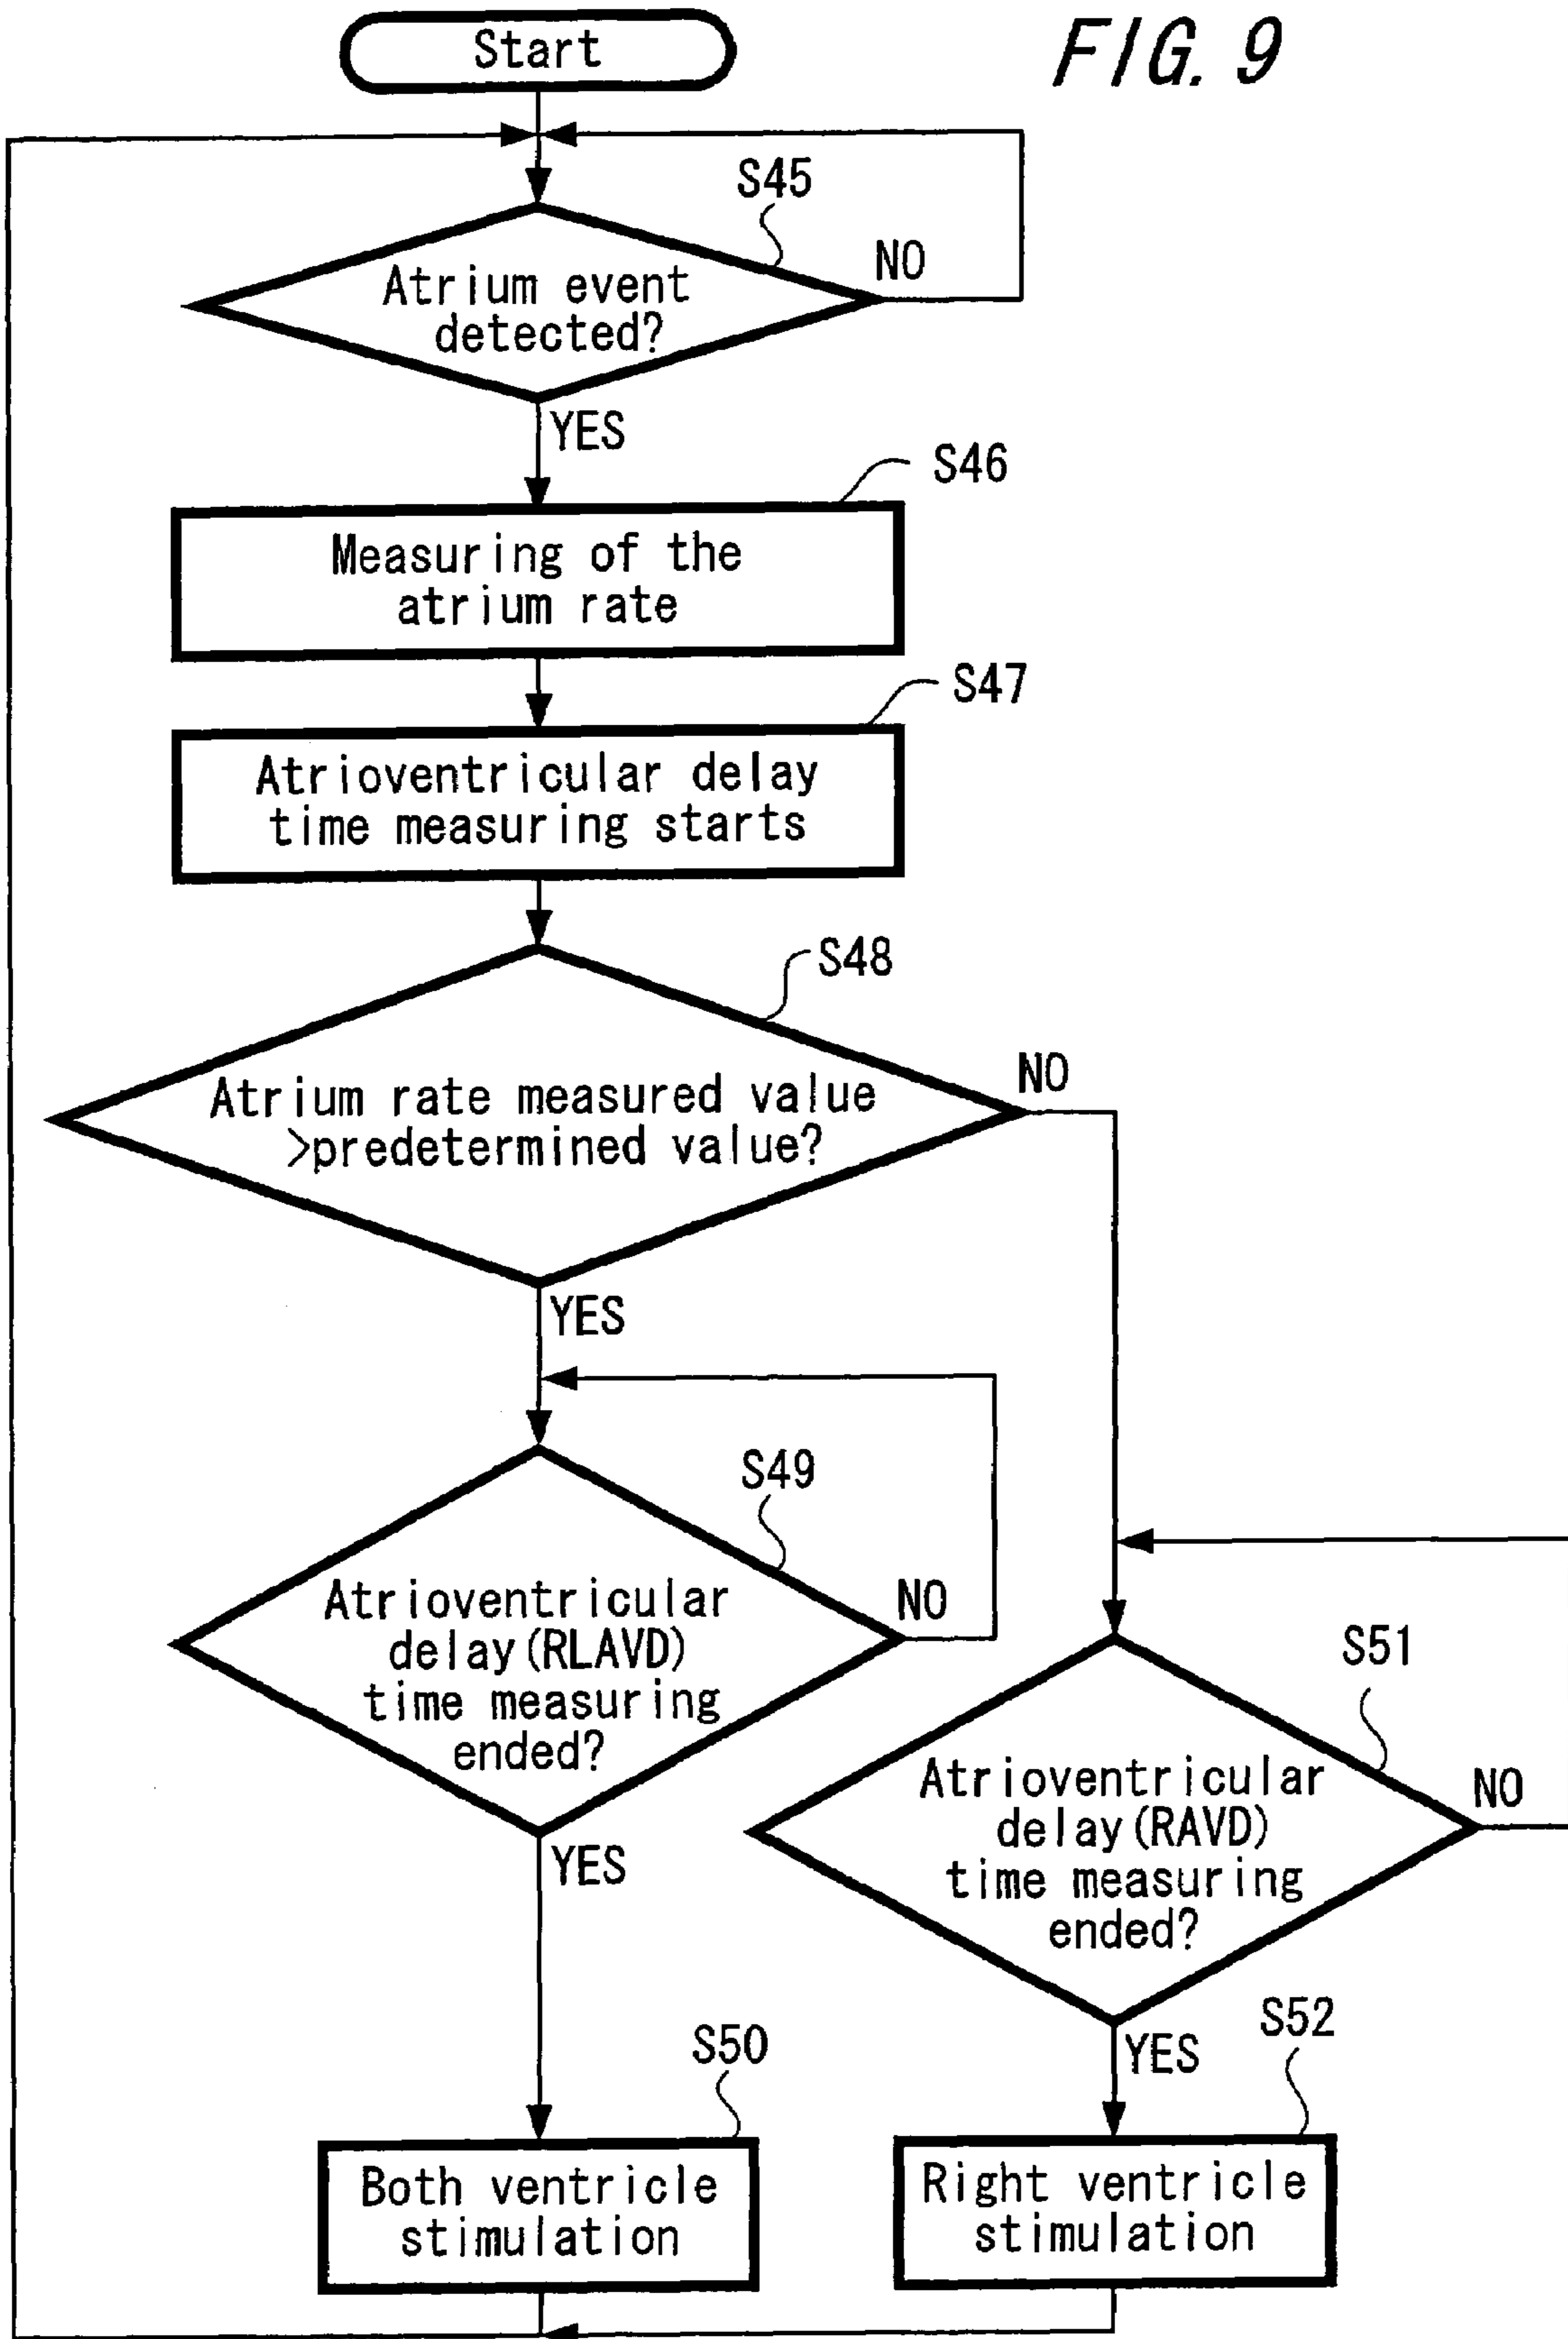 FIG. 9
Start
S45
NO
Atrium event
detected?
YES
S46
Measuring of the
atrium rate
S47
Atrioventricular delay
time measuring starts
S48
NO
Atrium rate measured value
>predetermined value?
YES
S49
NO
Atrioventricular
delay(RLAVD)
time measuring
ended?
YES
S51
NO
Atrioventricular
delay(RAVD)
time measuring
ended?
YES
S50
Both ventricle
stimulation
S52
Right ventricle
stimulation